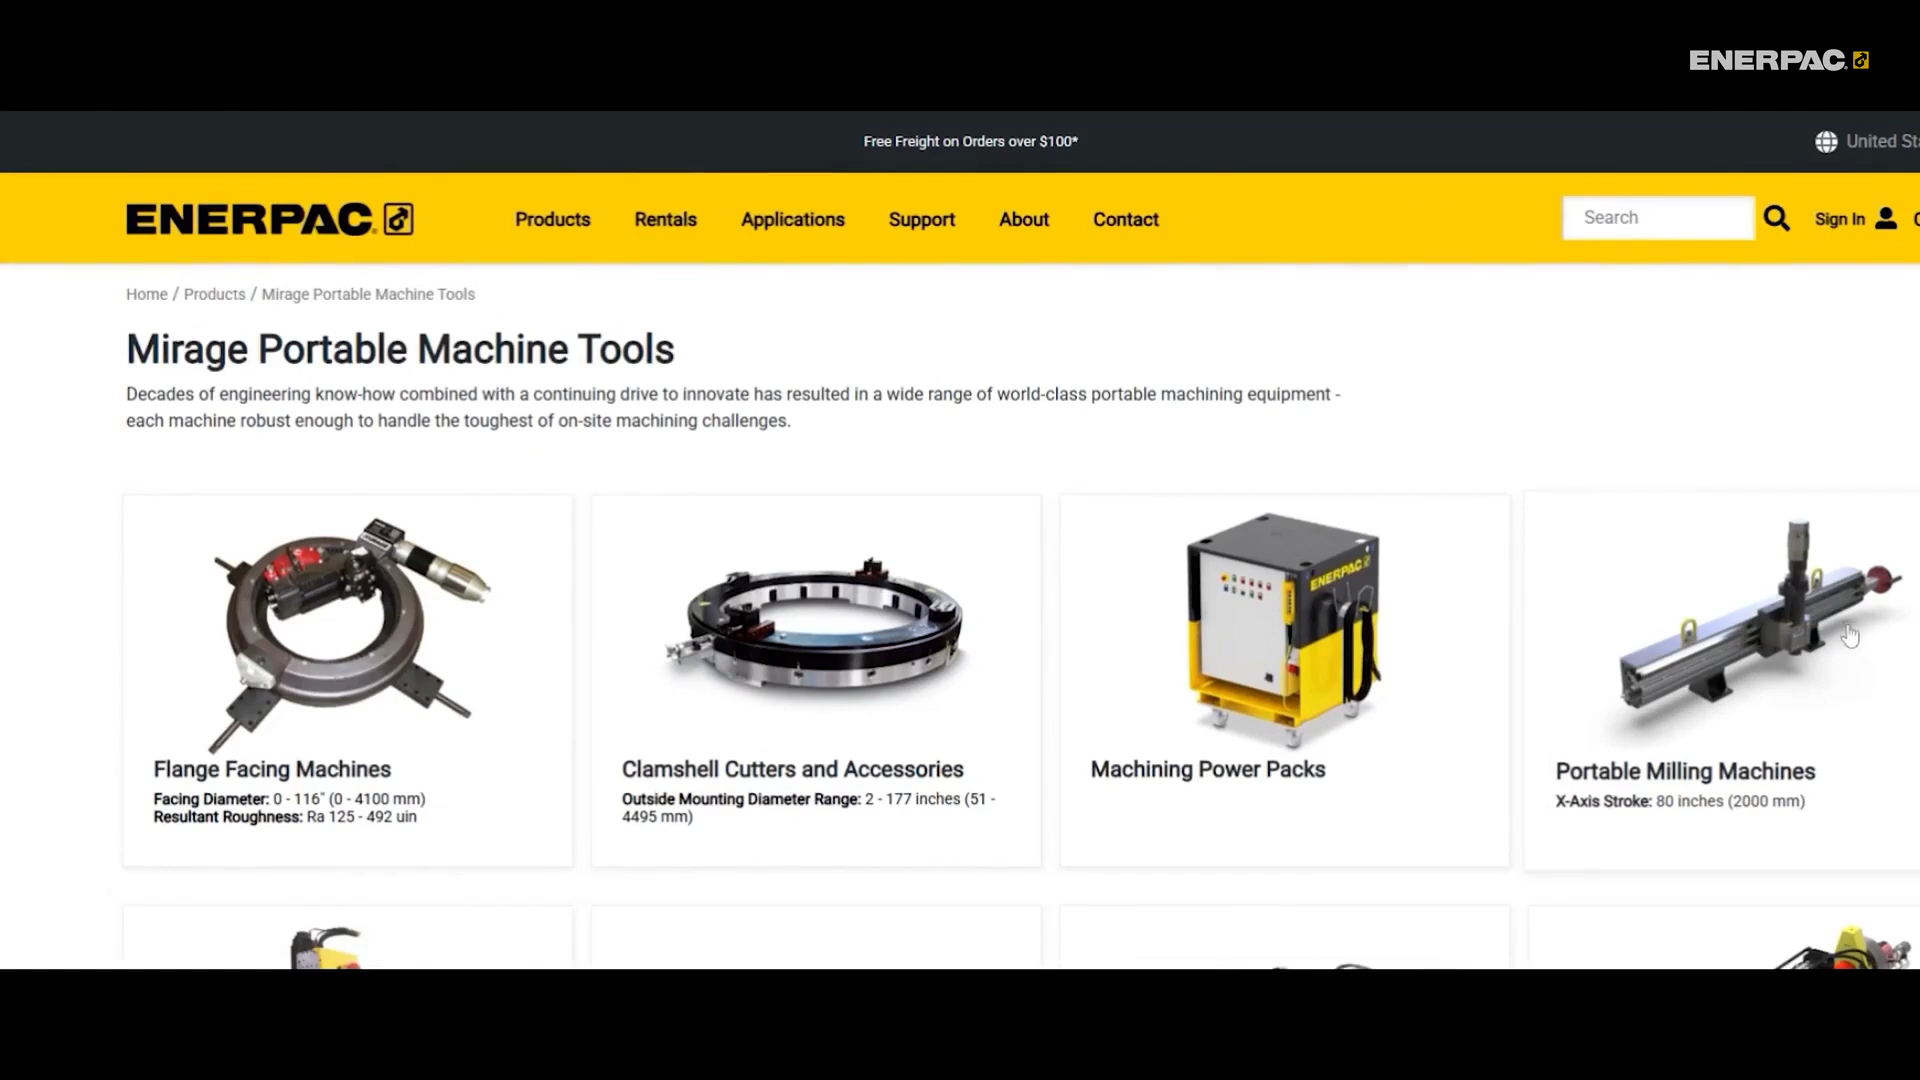 ENERPAC
Free Freight on Orders over $100*
United Sta
ENERPAC
Products
Rentals
Applications
Support
About
Contact
Search
Sign In
Home / Products / Mirage Portable Machine Tools
Mirage Portable Machine Tools
Decades of engineering know-how combined with a continuing drive to innovate has resulted in a wide range of world-class portable machining equipment -
each machine robust enough to handle the toughest of on-site machining challenges.
ENERPAC
Flange Facing Machines
Facing Diameter: 0 - 116" (0 - 4100 mm)
Resultant Roughness: Ra 125 - 492 uin
Clamshell Cutters and Accessories
Outside Mounting Diameter Range: 2 - 177 inches (51 -
4495 mm)
Machining Power Packs
Portable Milling Machines
X-Axis Stroke: 80 inches (2000 mm)